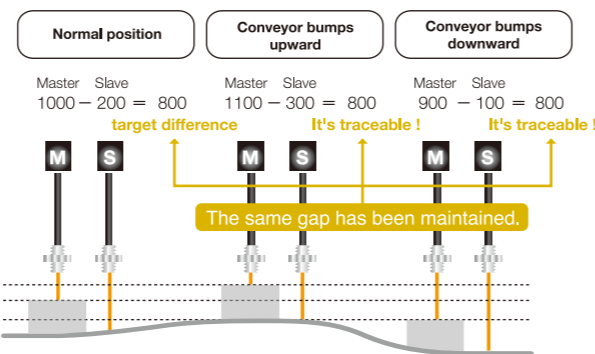 Normal position
Conveyor bumps
upward
Conveyor bumps
downward
Master Slave
1000 – 200 = 800
target difference
Master Slave
1100 – 300 = 800
It's traceable !
Master Slave
900 – 100 = 800
It's traceable !
M S
M S
M S
The same gap has been maintained.